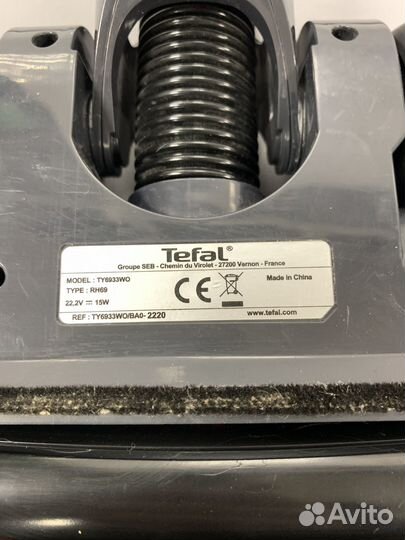 Tefal®
Groupe SEB - Chemin du Virolet - 27200 Vernon - France
MODEL : TY6933WO
TYPE : RH69
22,2V ⎓ 15W
REF : TY6933WO/BA0- 2220
CE
Made in China
www.tefal.com
Avito